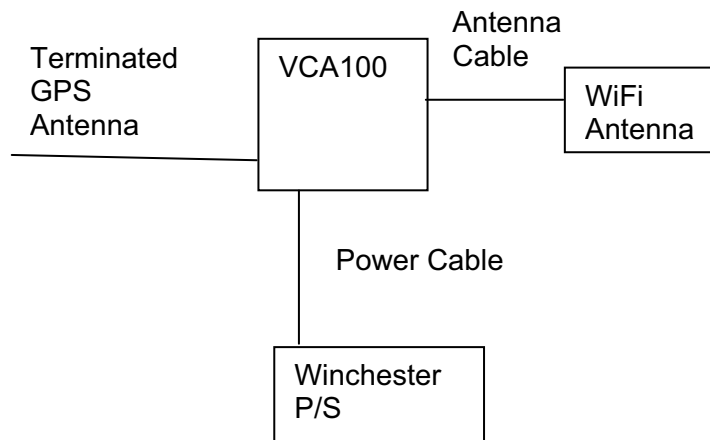 Terminated
GPS
Antenna
VCA100
Antenna
Cable
WiFi
Antenna
Power Cable
Winchester
P/S